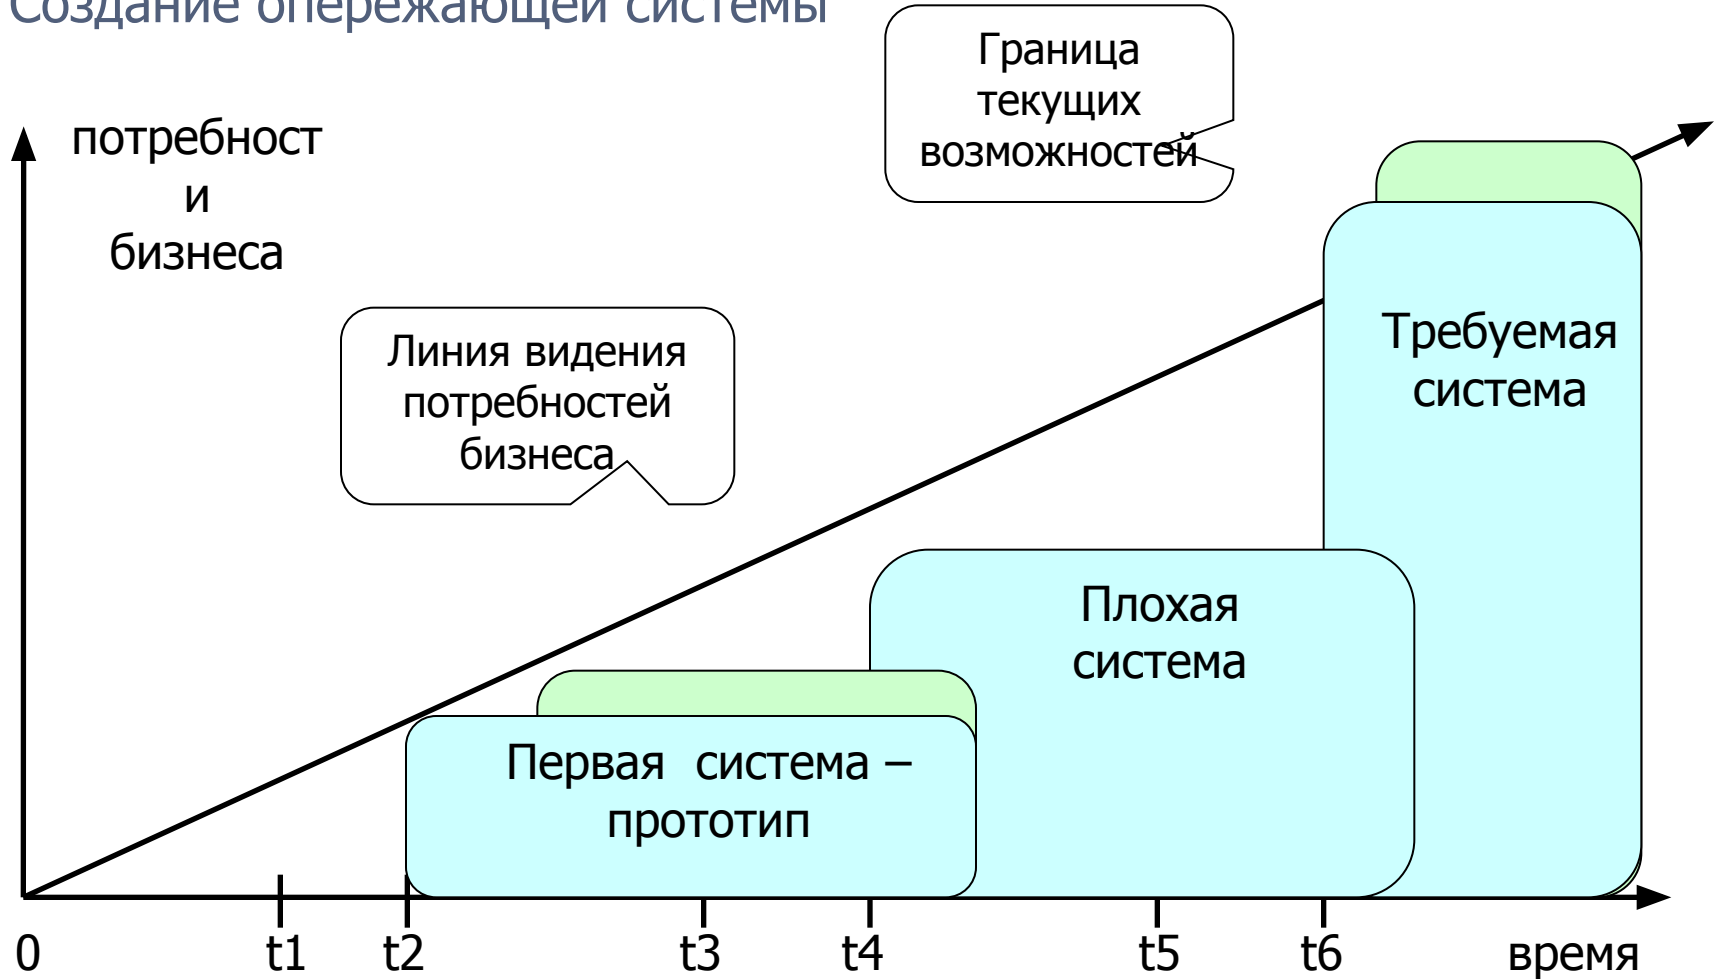 Создание опережающей системы
Граница
текущих
возможностей
потребност
и
бизнеса
Линия видения
потребностей
бизнеса
Требуемая
система
Плохая
система
Первая система –
прототип
0 t1 t2 t3 t4 t5 t6 время